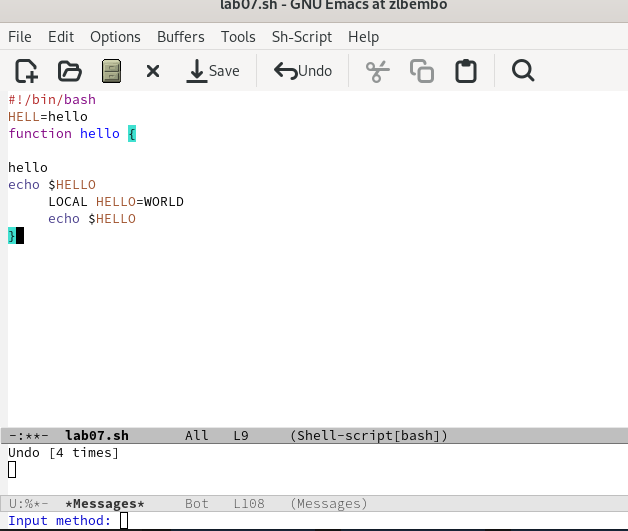 lab07.sh - GNU Emacs at zlbembo
File Edit Options Buffers Tools Sh-Script Help
Save Undo
#!/bin/bash
HELL=hello
function hello {
hello
echo $HELLO
LOCAL HELLO=WORLD
echo $HELLO
}
-:**- lab07.sh All L9 (Shell-script[bash])
Undo [4 times]
U:%*- *Messages* Bot L108 (Messages)
Input method: